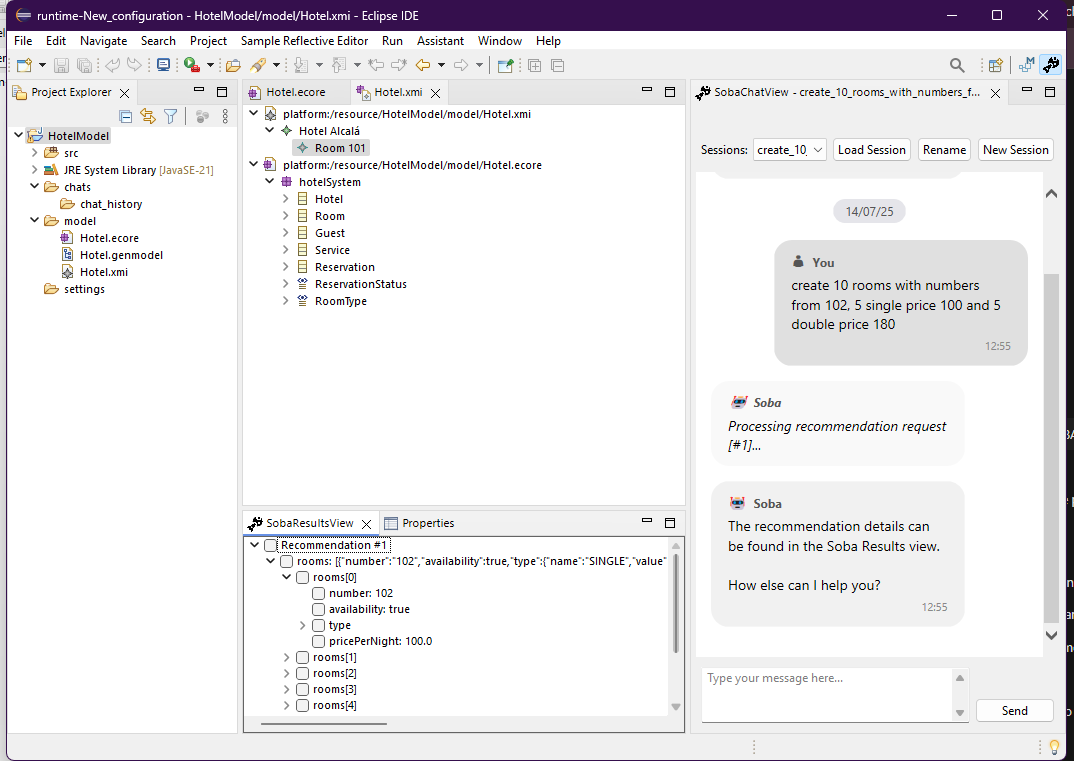 runtime-New_configuration - HotelModel/model/Hotel.xmi - Eclipse IDE
File Edit Navigate Search Project Sample Reflective Editor Run Assistant Window Help
Project Explorer
HotelModel
src
JRE System Library [JavaSE-21]
chats
chat_history
model
Hotel.ecore
Hotel.genmodel
Hotel.xmi
settings
Hotel.ecore
Hotel.xmi
platform:/resource/HotelModel/model/Hotel.xmi
Hotel Alcalá
Room 101
platform:/resource/HotelModel/model/Hotel.ecore
hotelSystem
Hotel
Room
Guest
Service
Reservation
ReservationStatus
RoomType
SobaResultsView
Properties
Recommendation #1
rooms: [{"number":"102","availability":true,"type":{"name":"SINGLE","value"
rooms[0]
number: 102
availability: true
type
pricePerNight: 100.0
rooms[1]
rooms[2]
rooms[3]
rooms[4]
SobaChatView - create_10_rooms_with_numbers_f...
Sessions: create_10 Load Session Rename New Session
14/07/25
You
create 10 rooms with numbers
from 102, 5 single price 100 and 5
double price 180
12:55
Soba
Processing recommendation request
[#1]...
Soba
The recommendation details can
be found in the Soba Results view.
How else can I help you?
12:55
Type your message here...
Send